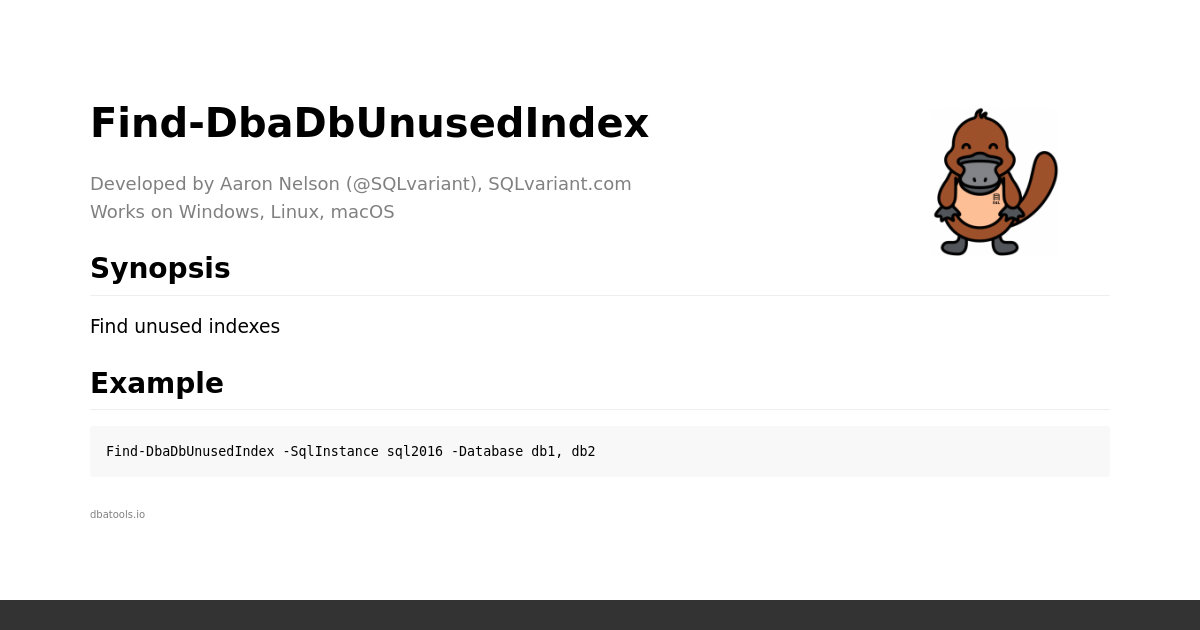 Find-DbaDbUnusedIndex
Developed by Aaron Nelson (@SQLvariant), SQLvariant.com
Works on Windows, Linux, macOS
Synopsis
Find unused indexes
Example
Find-DbaDbUnusedIndex -SqlInstance sql2016 -Database db1, db2
dbatools.io